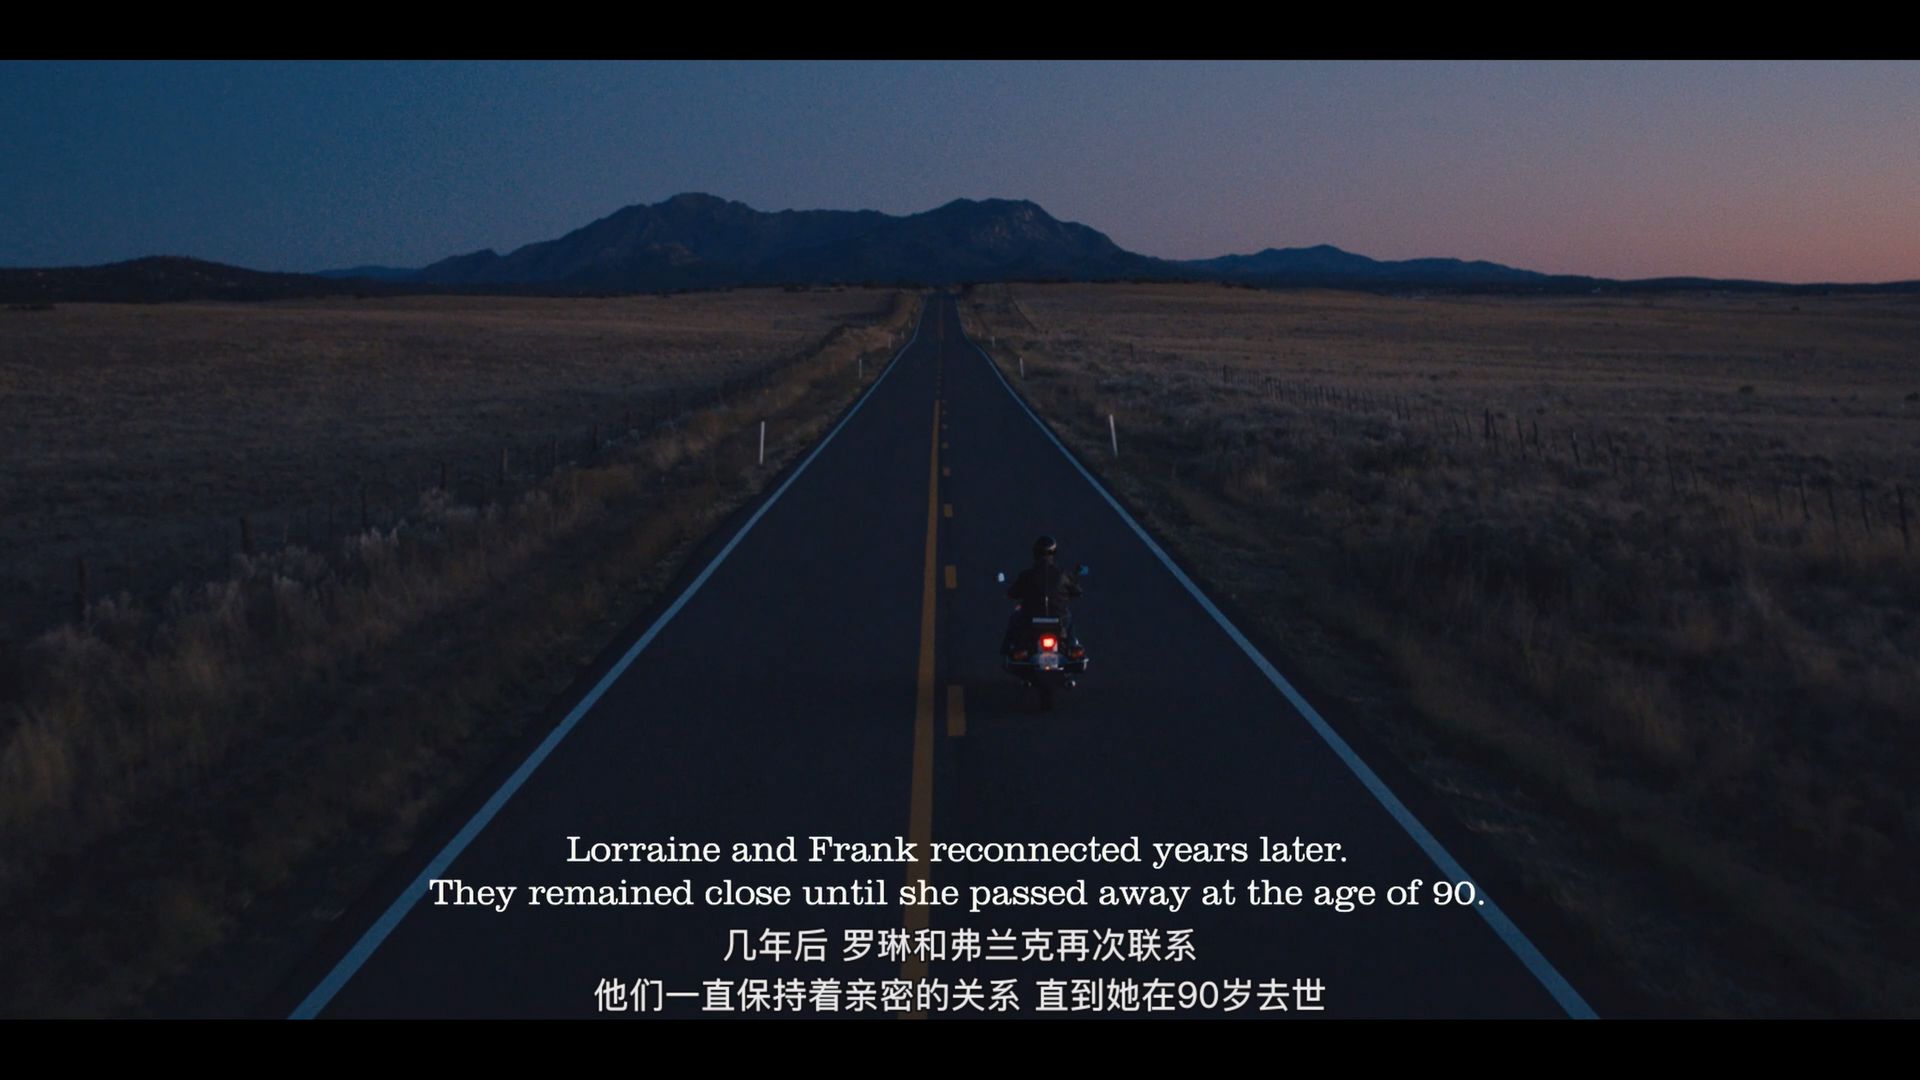 Lorraine and Frank reconnected years later.
They remained close until she passed away at the age of 90.
几年后 罗琳和弗兰克再次联系
他们一直保持着亲密的关系 直到她在90岁去世